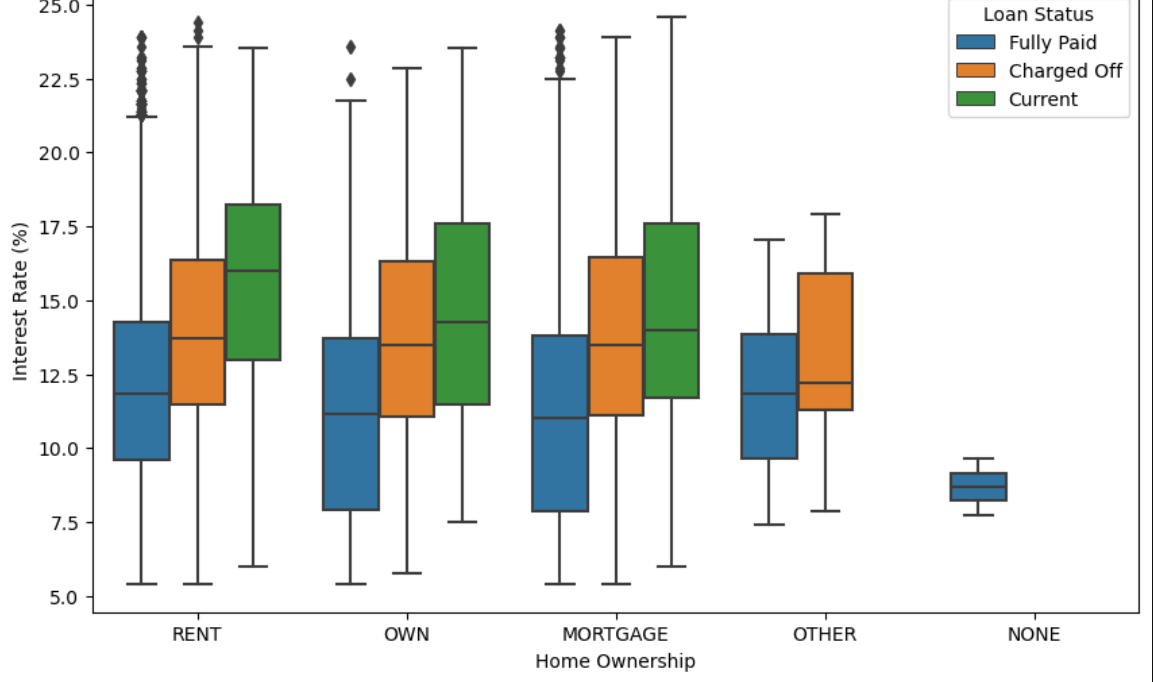 25.0
22.5
20.0
17.5
15.0
12.5
10.0
7.5
5.0
Interest Rate (%)
Loan Status
Fully Paid
Charged Off
Current
RENT OWN MORTGAGE OTHER NONE
Home Ownership